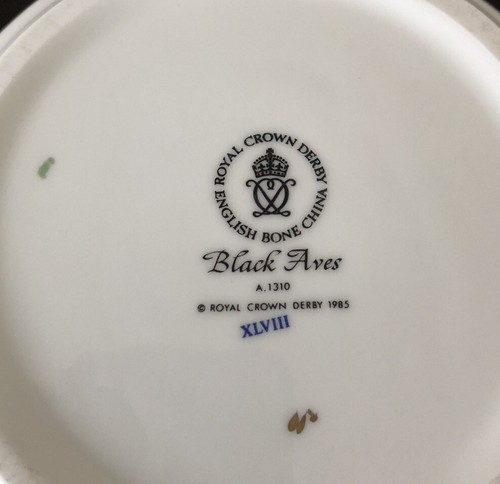 ROYAL CROWN DERBY
ENGLISH BONE CHINA
Black Aves
A.1310
© ROYAL CROWN DERBY 1985
XLVIII